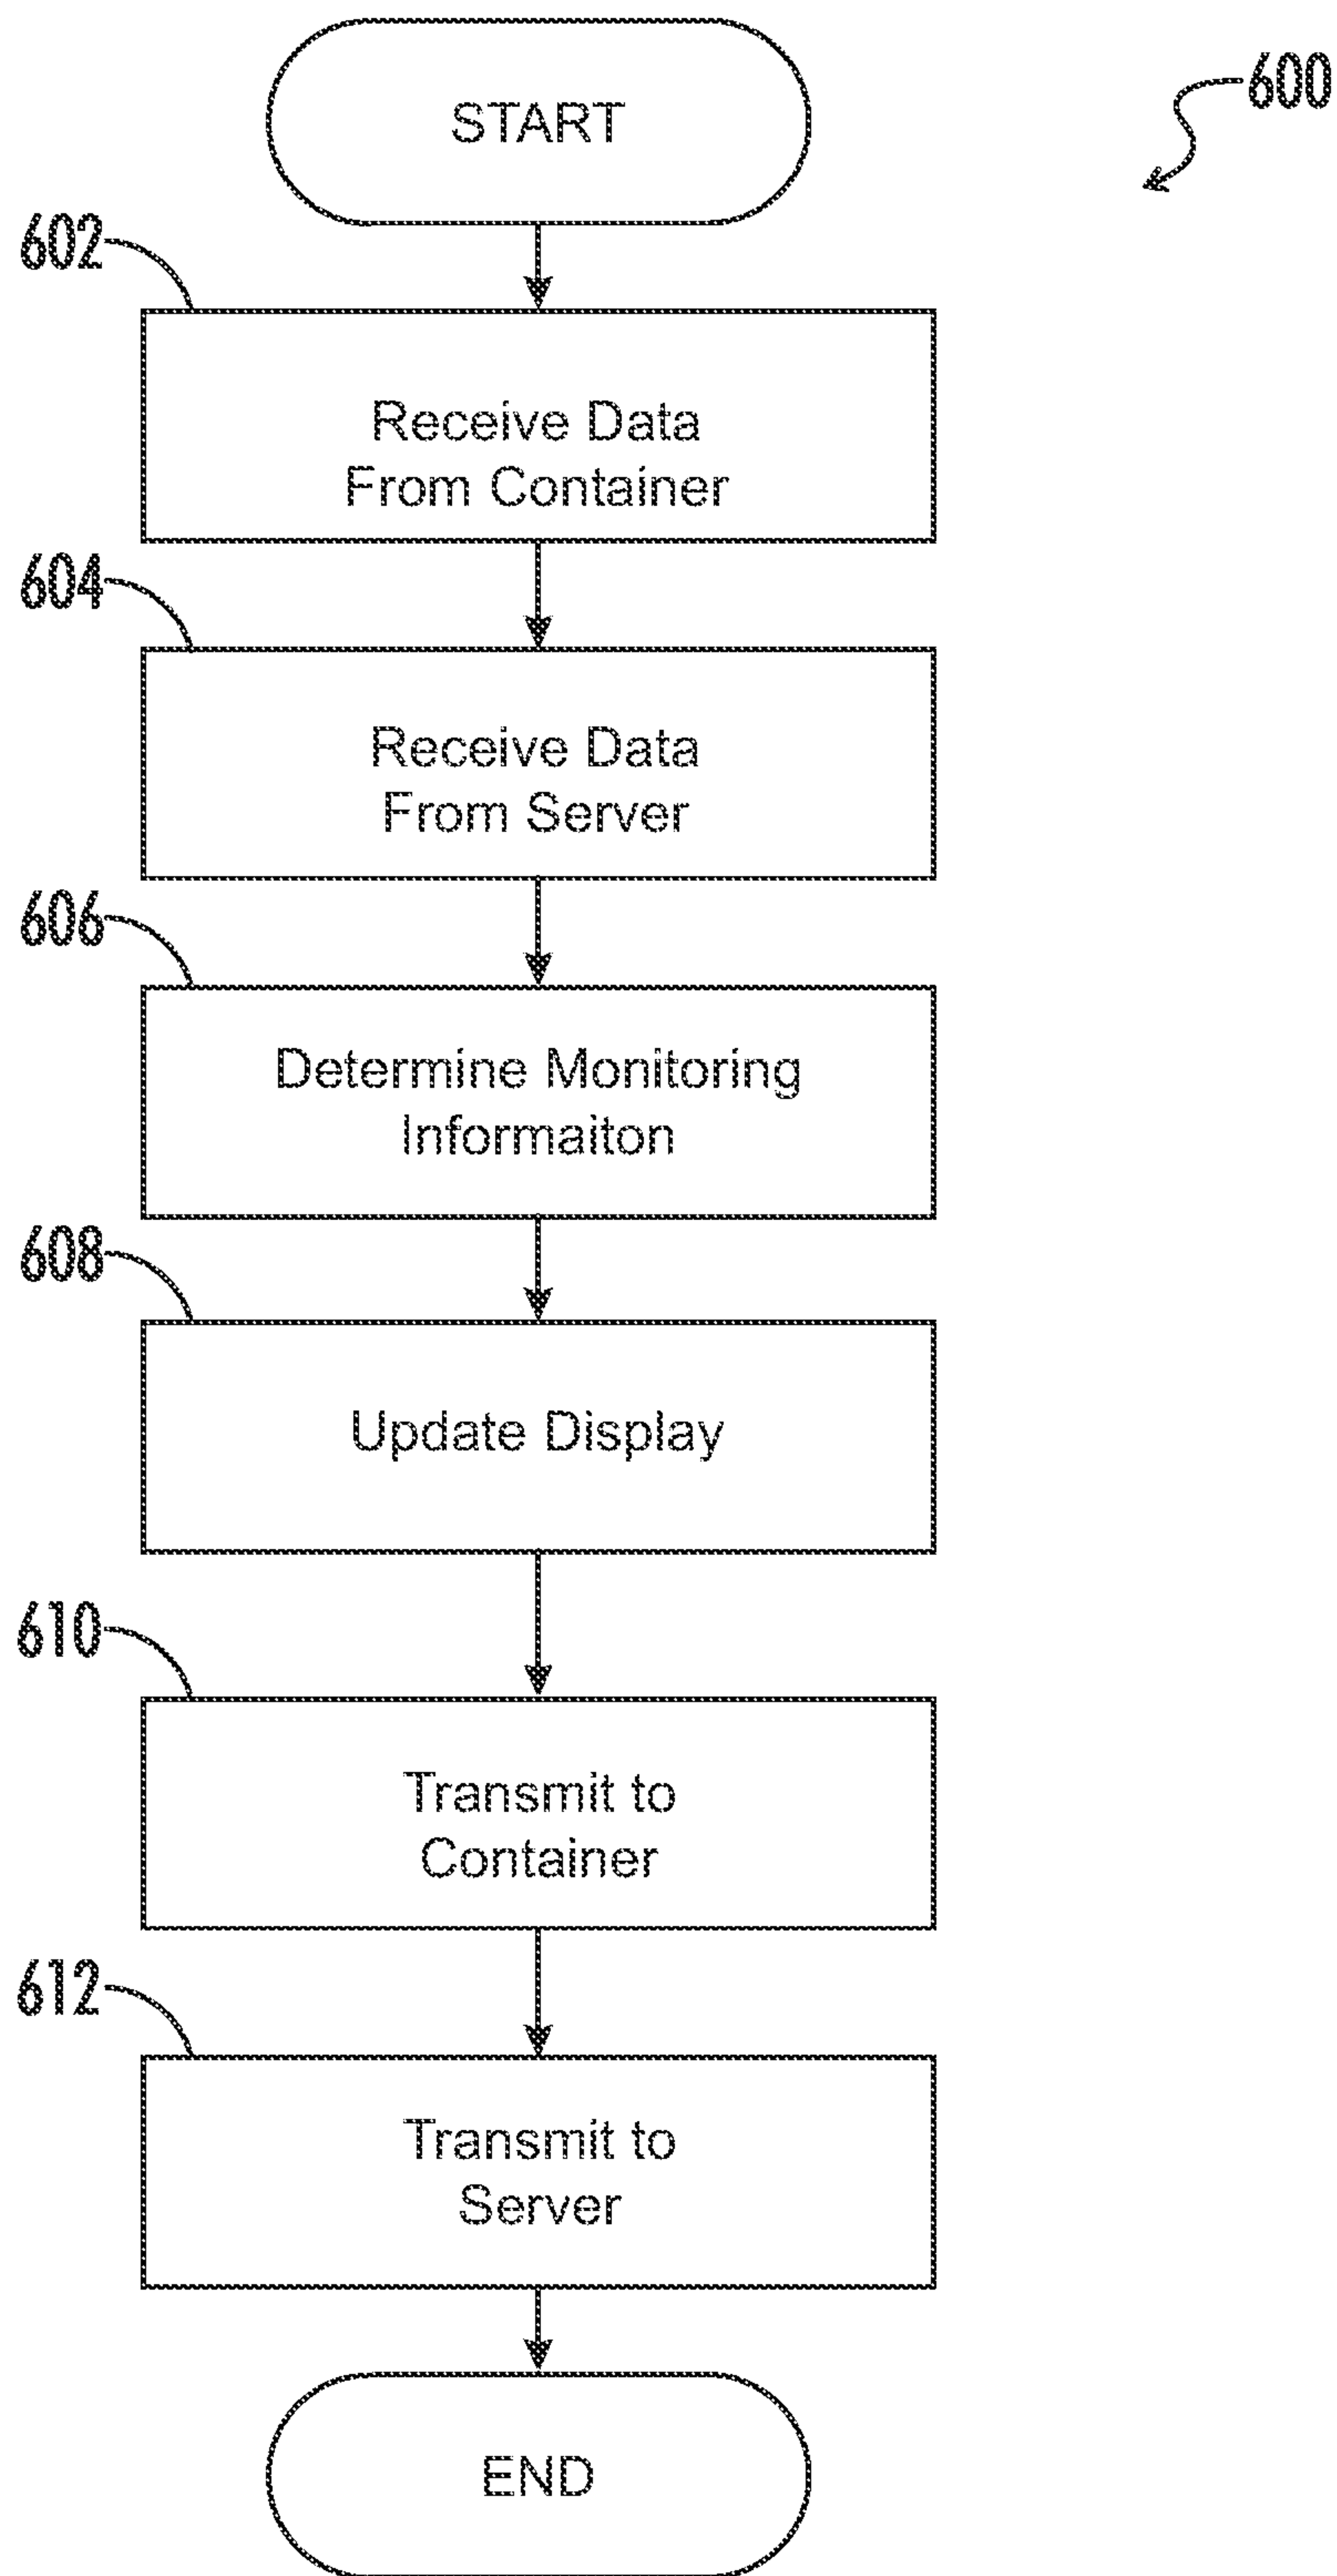 START
600
602
Receive Data
From Container
604
Receive Data
From Server
606
Determine Monitoring
Informaiton
608
Update Display
610
Transmit to
Container
612
Transmit to
Server
END